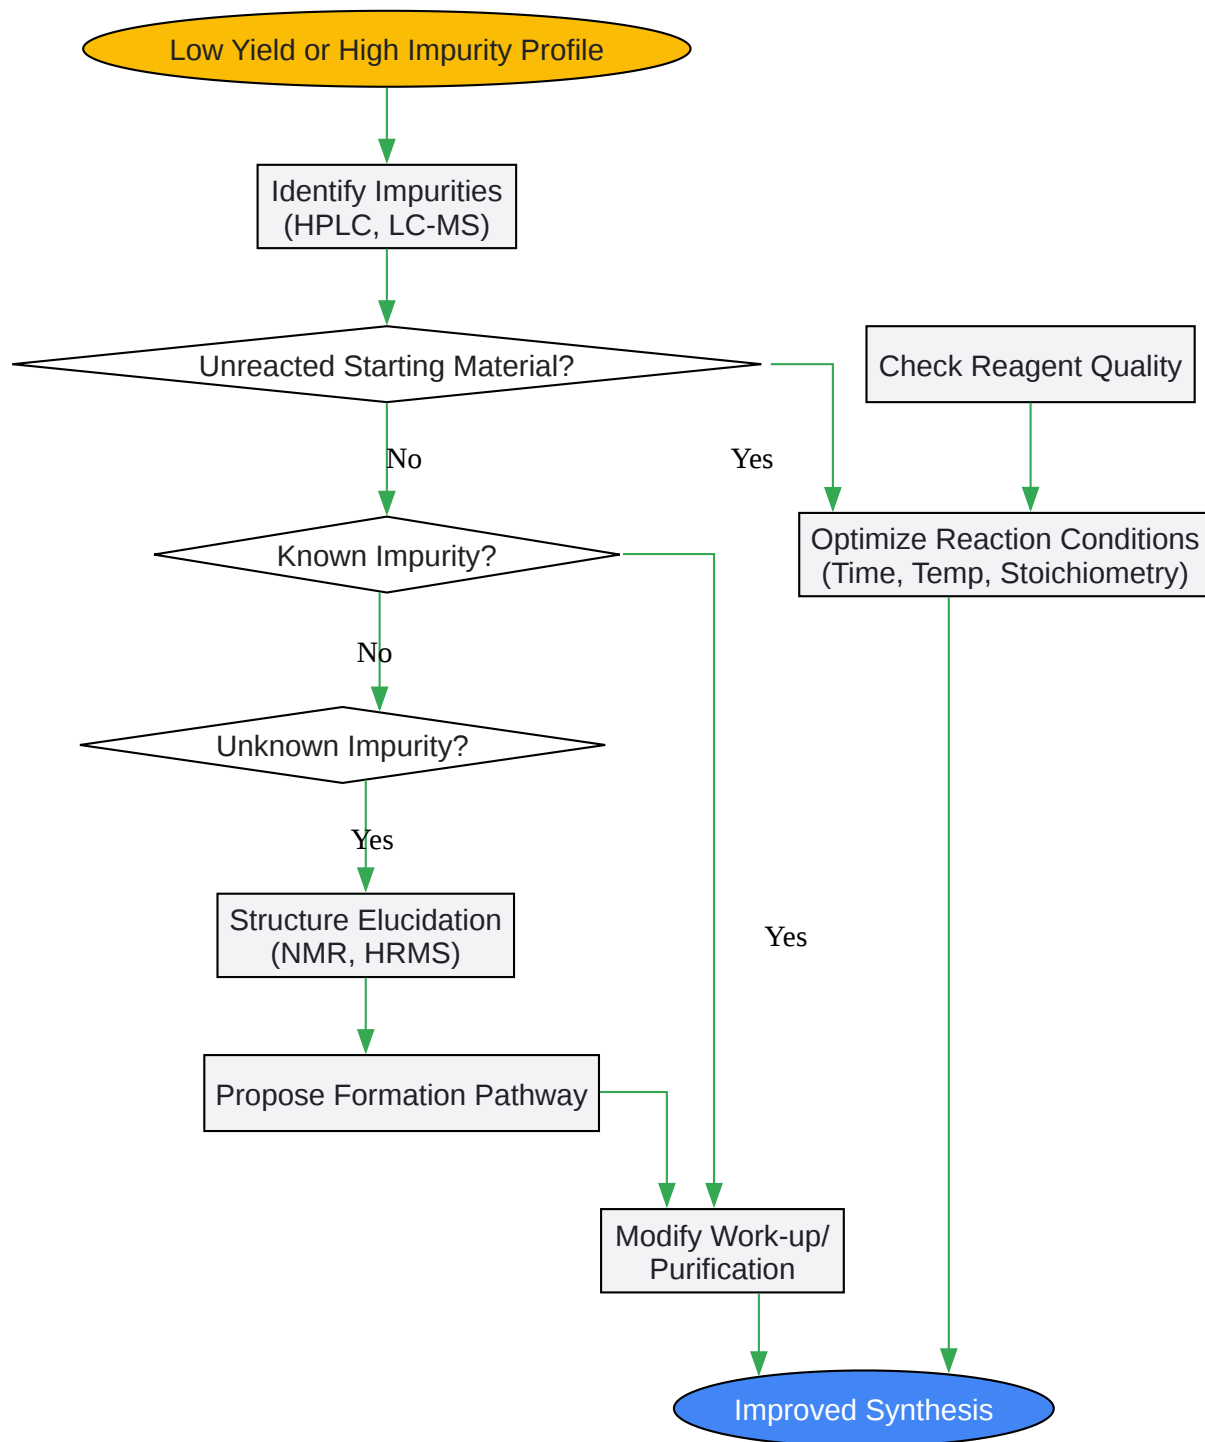 Low Yield or High Impurity Profile
Identify Impurities
(HPLC, LC-MS)
Unreacted Starting Material?
Check Reagent Quality
No
Yes
Known Impurity?
Optimize Reaction Conditions
(Time, Temp, Stoichiometry)
No
Unknown Impurity?
Yes
Structure Elucidation
(NMR, HRMS)
Yes
Propose Formation Pathway
Modify Work-up/
Purification
Improved Synthesis